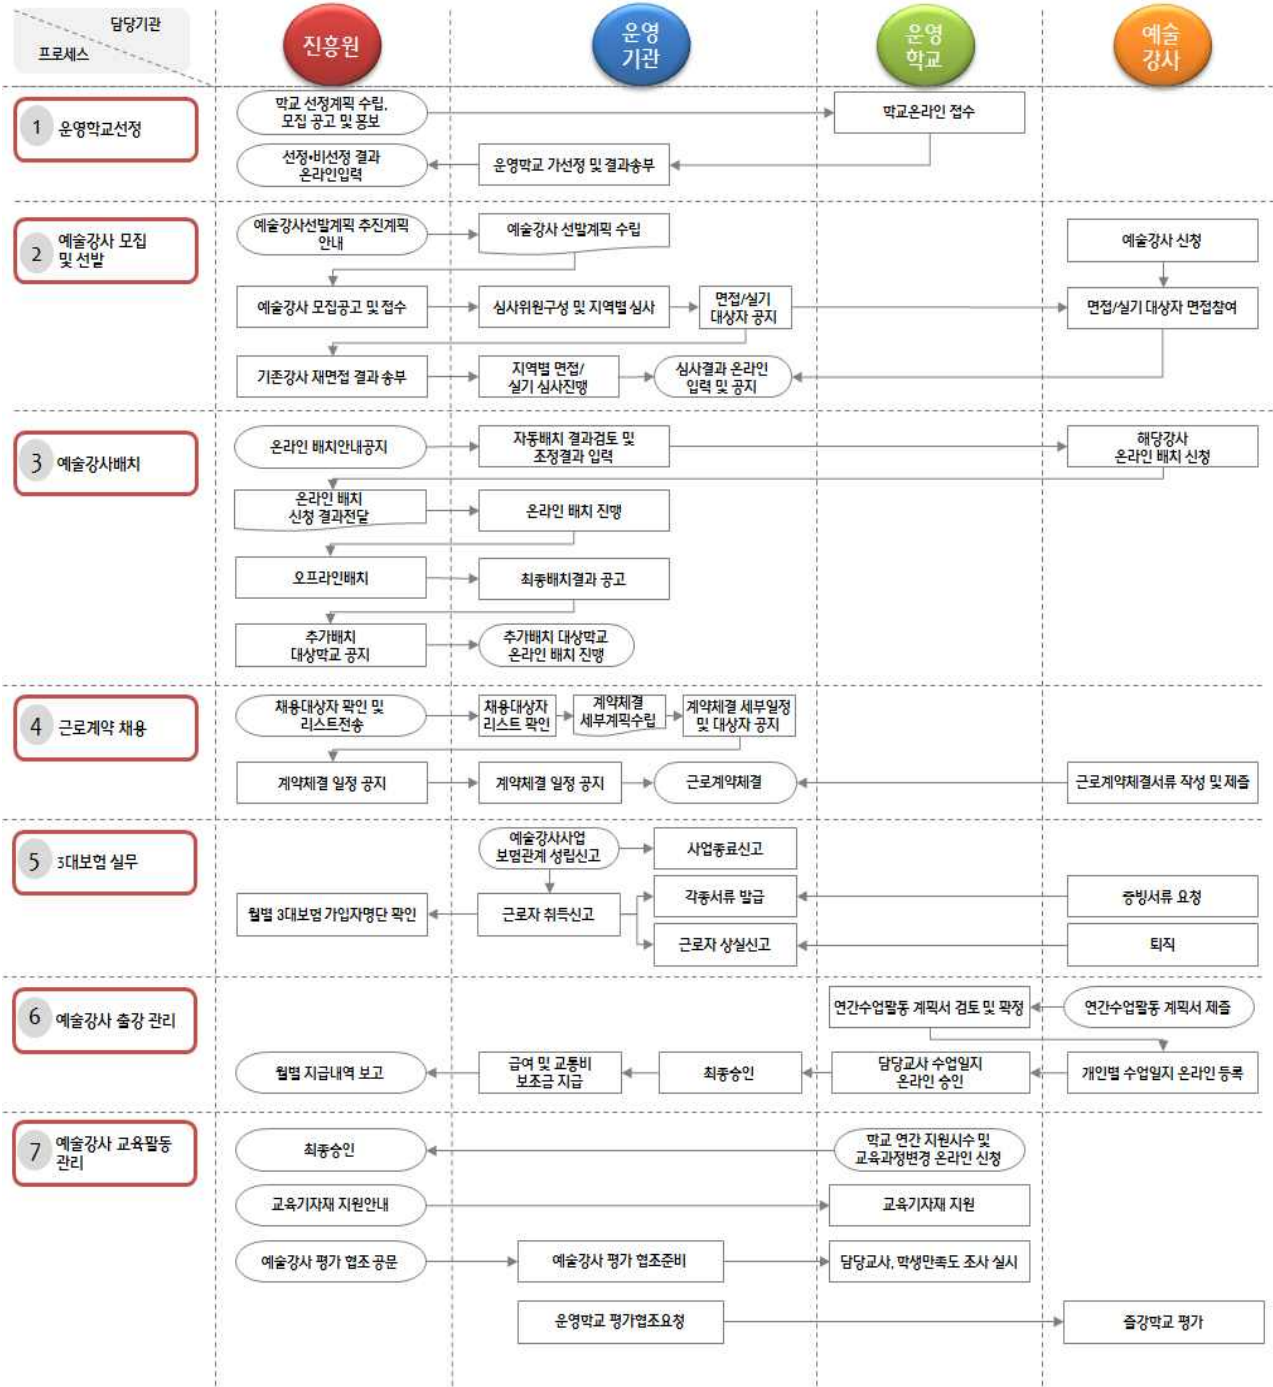 담당기관
프로세스
진흥원
운영
기관
운영
학교
예술
강사
1 운영학교선정
학교 선정계획 수립,
모집 공고 및 홍보
학교온라인 접수
선정•비선정 결과
온라인입력
운영학교 가선정 및 결과송부
2 예술강사 모집
및 선발
예술강사선발계획 추진계획
안내
예술강사 선발계획 수립
예술강사 신청
예술강사 모집공고 및 접수
심사위원구성 및 지역별 심사
면접/실기
대상자 공지
면접/실기 대상자 면접참여
기존강사 재면접 결과 송부
지역별 면접/
실기 심사진행
심사결과 온라인
입력 및 공지
3 예술강사배치
온라인 배치안내공지
자동배치 결과검토 및
조정결과 입력
해당강사
온라인 배치 신청
온라인 배치
신청 결과전달
온라인 배치 진행
오프라인배치
최종배치결과 공고
추가배치
대상학교 공지
추가배치 대상학교
온라인 배치 진행
4 근로계약 채용
채용대상자 확인 및
리스트전송
채용대상자
리스트 확인
계약체결
세부계획수립
계약체결 세부일정
및 대상자 공지
계약체결 일정 공지
계약체결 일정 공지
근로계약체결
근로계약체결서류 작성 및 제출
5 3대보험 실무
예술강사사업
보험관계 성립신고
사업종료신고
월별 3대보험 가입자명단 확인
근로자 취득신고
각종서류 발급
증빙서류 요청
근로자 상실신고
퇴직
6 예술강사 출강 관리
연간수업활동 계획서 검토 및 확정
연간수업활동 계획서 제출
월별 지급내역 보고
급여 및 교통비
보조금 지급
최종승인
담당교사 수업일지
온라인 승인
개인별 수업일지 온라인 등록
7 예술강사 교육활동
관리
최종승인
학교 연간 지원시수 및
교육과정변경 온라인 신청
교육기자재 지원안내
교육기자재 지원
예술강사 평가 협조 공문
예술강사 평가 협조준비
담당교사, 학생만족도 조사 실시
운영학교 평가협조요청
출강학교 평가